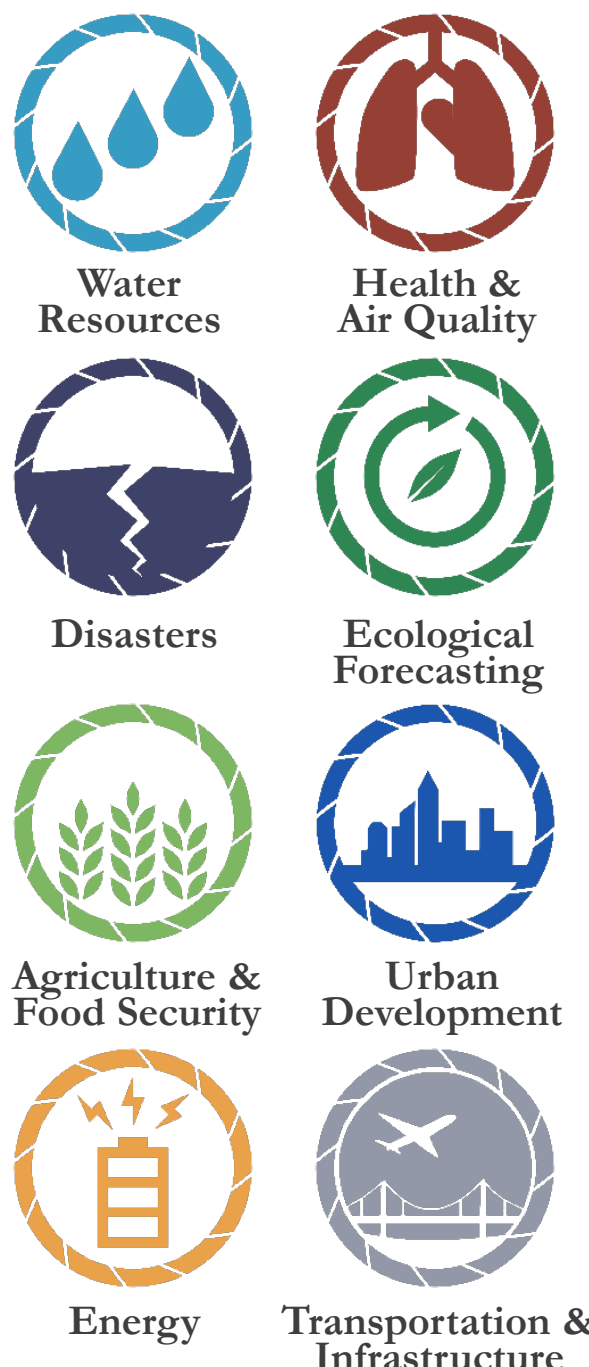 Water
Resources
Health &
Air Quality
Disasters
Ecological
Forecasting
Agriculture &
Food Security
Urban
Development
Energy
Transportation &
Infrastructure